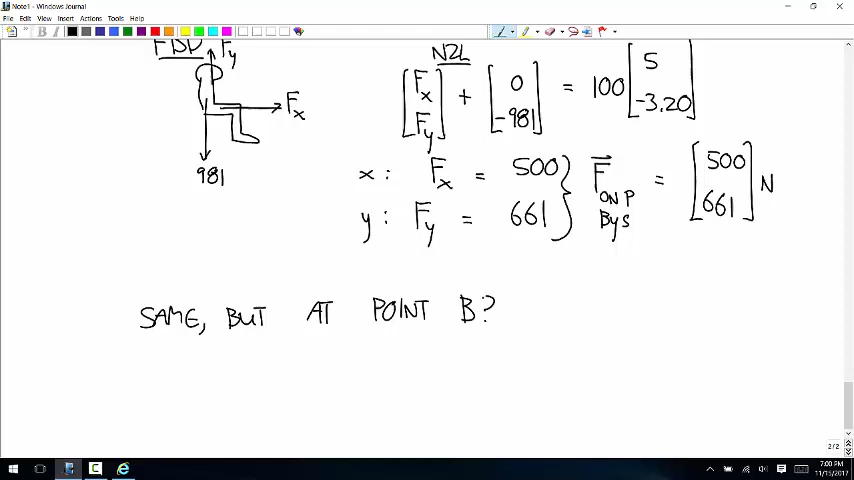 Note1 - Windows Journal
File Edit View Insert Actions Tools Help
FBD Fy
N2L
[Fx Fy] + [0 -981] = 100 [5 -3.20]
Fx
981
x: Fx = 500
y: Fy = 661
F ON P BY S = [500 661] N
SAME, BUT AT POINT B?
2/2
7:00 PM
11/15/2017